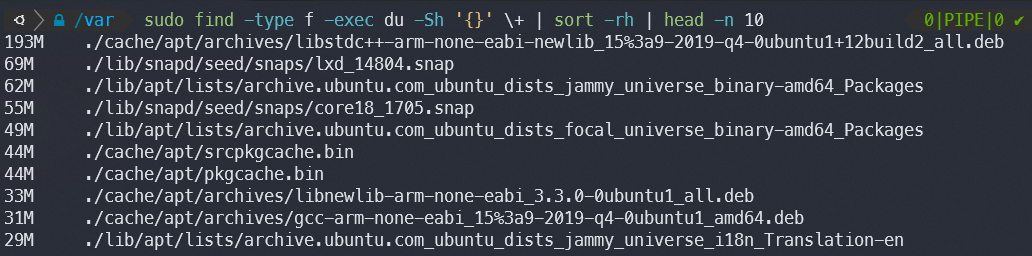 /var sudo find -type f -exec du -Sh '{}' \+ | sort -rh | head -n 10 0|PIPE|0 ✔
193M ./cache/apt/archives/libstdc++-arm-none-eabi-newlib_15%3a9-2019-q4-0ubuntu1+12build2_all.deb
69M ./lib/snapd/seed/snaps/lxd_14804.snap
62M ./lib/apt/lists/archive.ubuntu.com_ubuntu_dists_jammy_universe_binary-amd64_Packages
55M ./lib/snapd/seed/snaps/core18_1705.snap
49M ./lib/apt/lists/archive.ubuntu.com_ubuntu_dists_focal_universe_binary-amd64_Packages
44M ./cache/apt/srcpkgcache.bin
44M ./cache/apt/pkgcache.bin
33M ./cache/apt/archives/libnewlib-arm-none-eabi_3.3.0-0ubuntu1_all.deb
31M ./cache/apt/archives/gcc-arm-none-eabi_15%3a9-2019-q4-0ubuntu1_amd64.deb
29M ./lib/apt/lists/archive.ubuntu.com_ubuntu_dists_jammy_universe_i18n_Translation-en